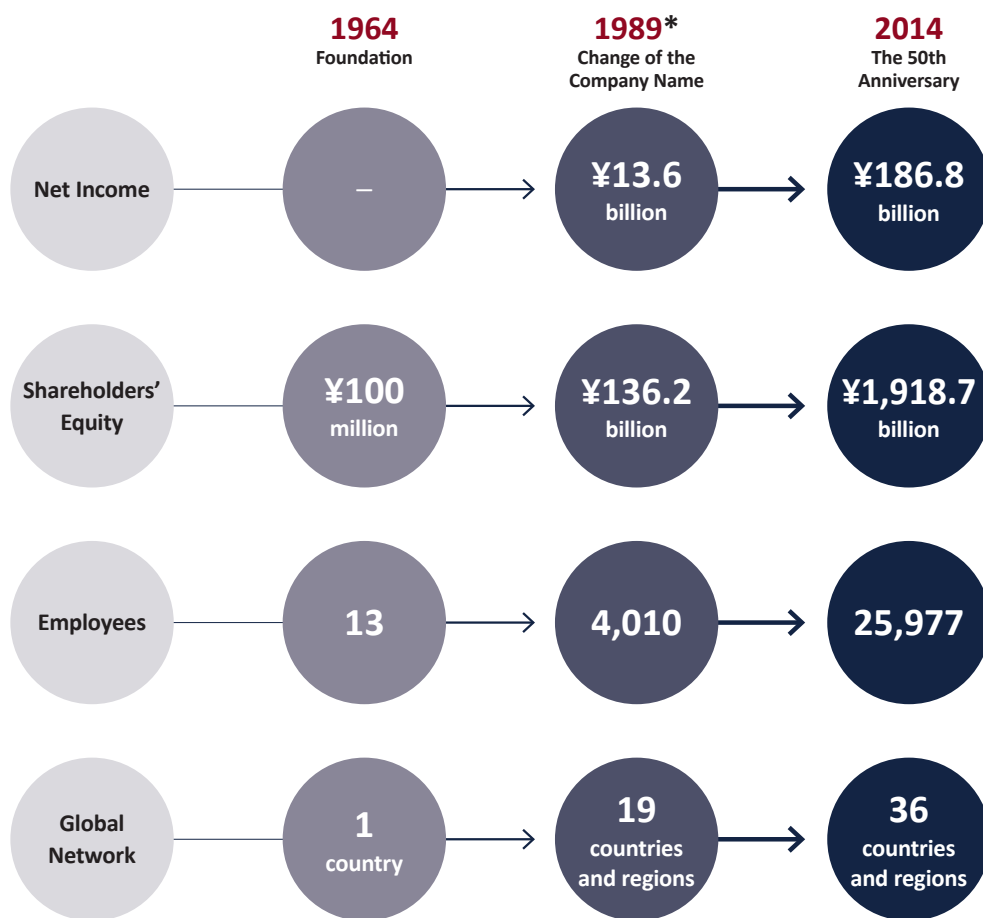 1964
Foundation
1989*
Change of the
Company Name
2014
The 50th
Anniversary
Net Income
–
¥13.6
billion
¥186.8
billion
Shareholders’
Equity
¥100
million
¥136.2
billion
¥1,918.7
billion
Employees
13
4,010
25,977
Global
Network
1
country
19
countries
and regions
36
countries
and regions